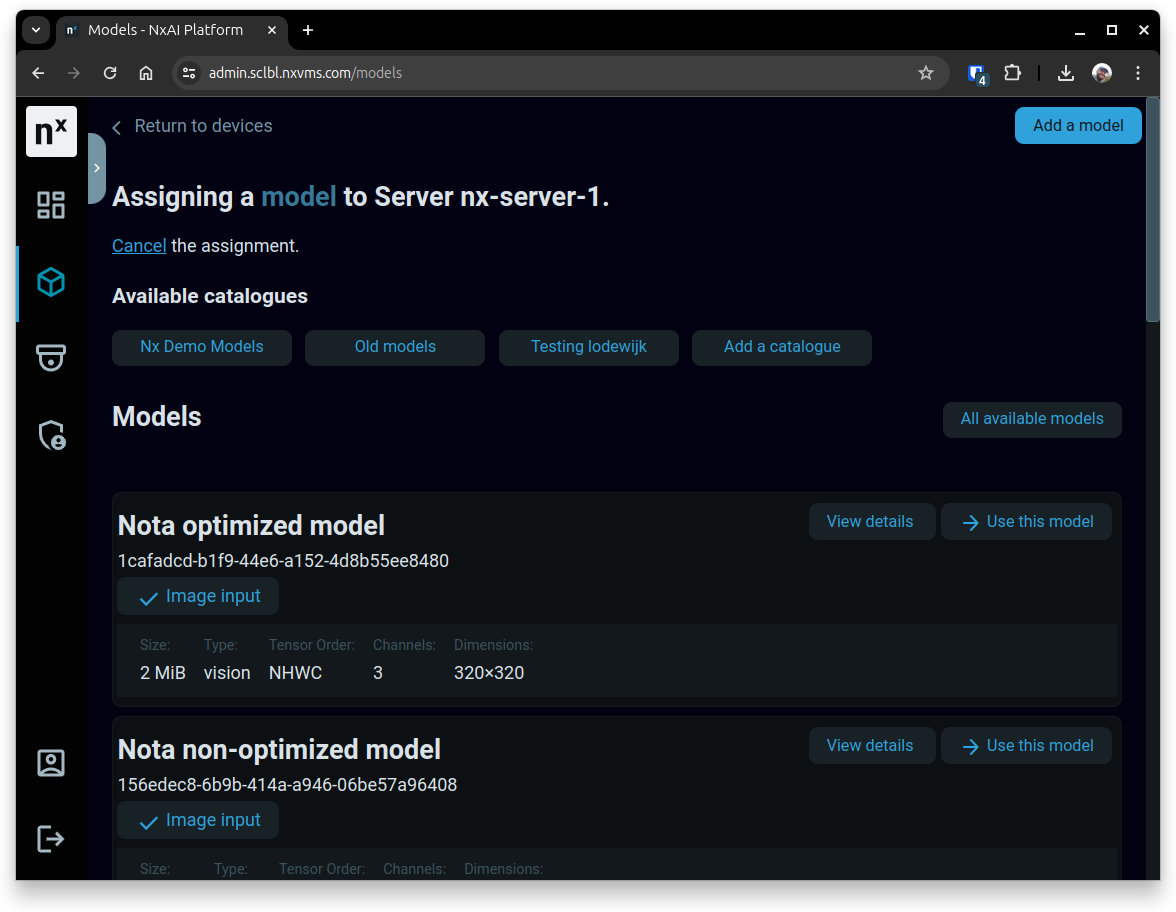 nx Models - NxAI Platform
admin.sclbl.nxvms.com/models
4
nx
Return to devices
Add a model
Assigning a model to Server nx-server-1.
Cancel the assignment.
Available catalogues
Nx Demo Models Old models Testing lodewijk Add a catalogue
Models
All available models
Nota optimized model
View details Use this model
1cafadcd-b1f9-44e6-a152-4d8b55ee8480
Image input
Size: Type: Tensor Order: Channels: Dimensions:
2 MiB vision NHWC 3 320×320
Nota non-optimized model
View details Use this model
156edec8-6b9b-414a-a946-06be57a96408
Image input
Size: Type: Tensor Order: Channels: Dimensions: